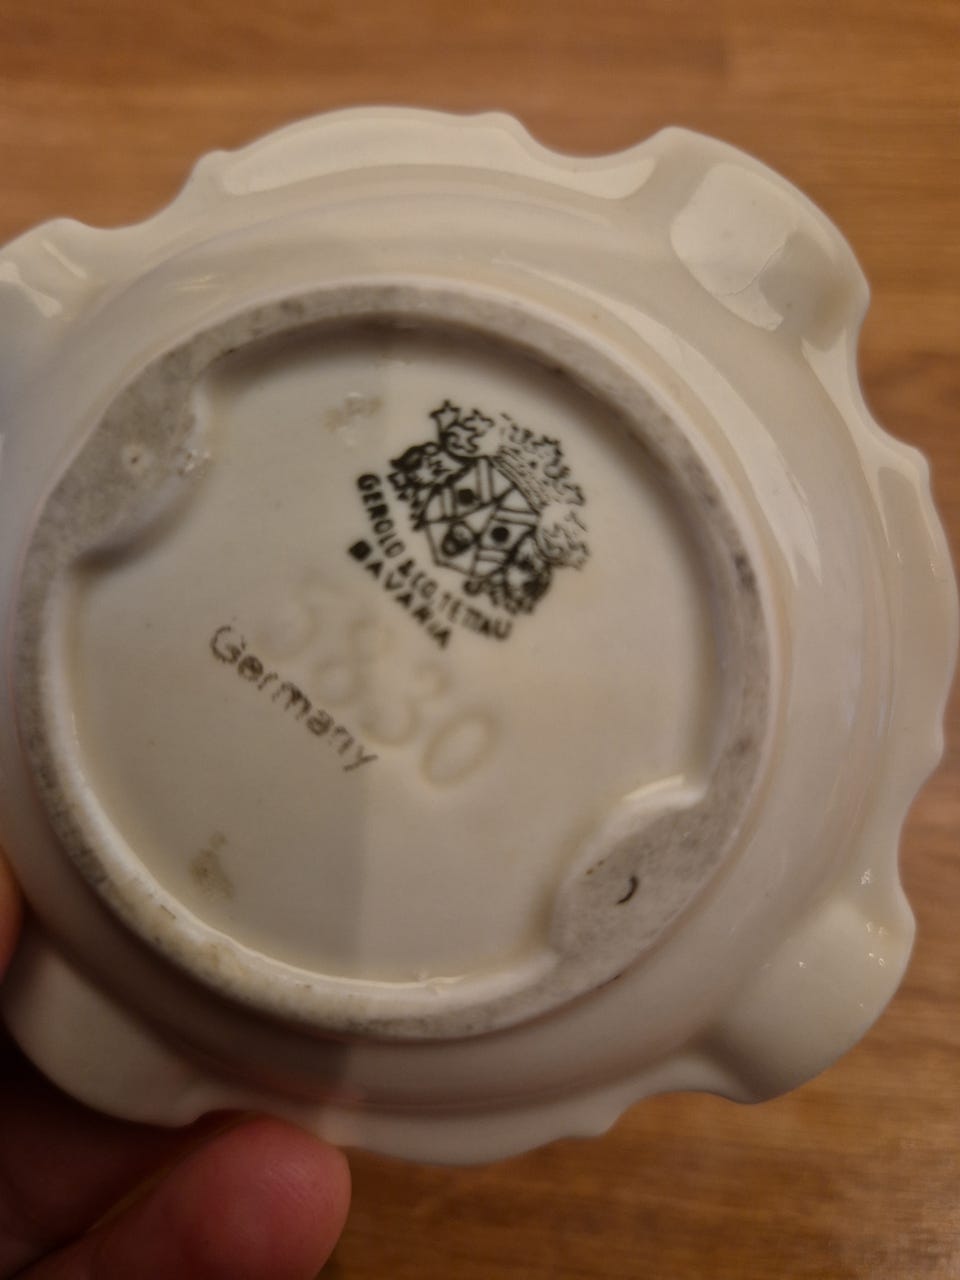 GEROLD & CO. TETTAU
BAVARIA
5830
Germany